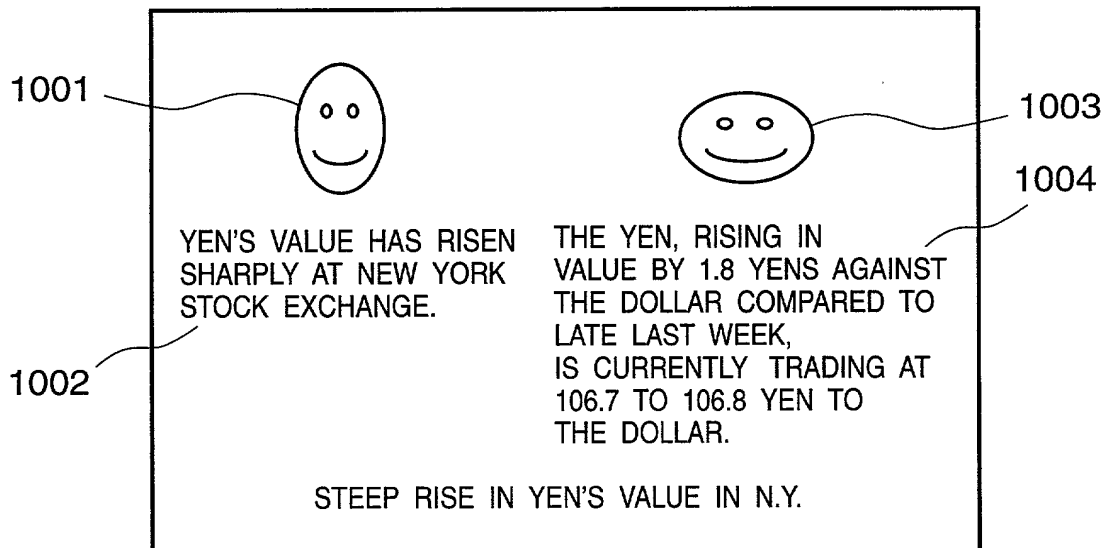 1001
1003
1004
YEN'S VALUE HAS RISEN
SHARPLY AT NEW YORK
STOCK EXCHANGE.
1002
THE YEN, RISING IN
VALUE BY 1.8 YENS AGAINST
THE DOLLAR COMPARED TO
LATE LAST WEEK,
IS CURRENTLY TRADING AT
106.7 TO 106.8 YEN TO
THE DOLLAR.
STEEP RISE IN YEN'S VALUE IN N.Y.